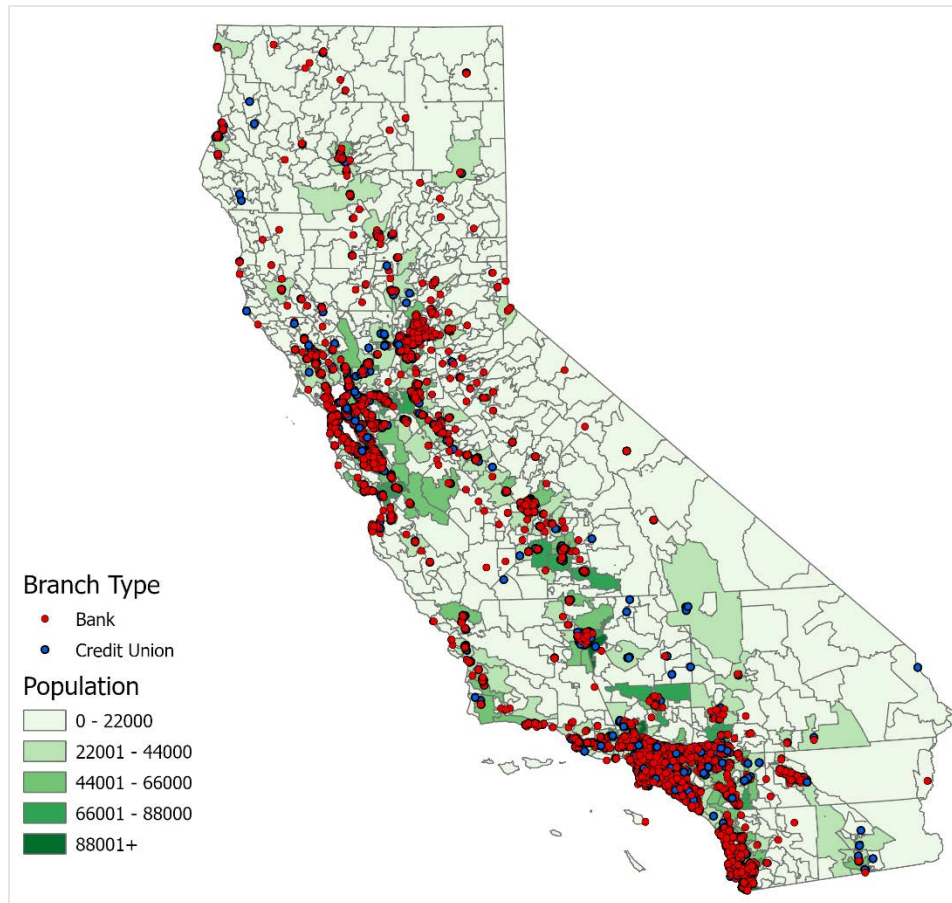 Branch Type
Bank
Credit Union
Population
0 - 22000
22001 - 44000
44001 - 66000
66001 - 88000
88001+